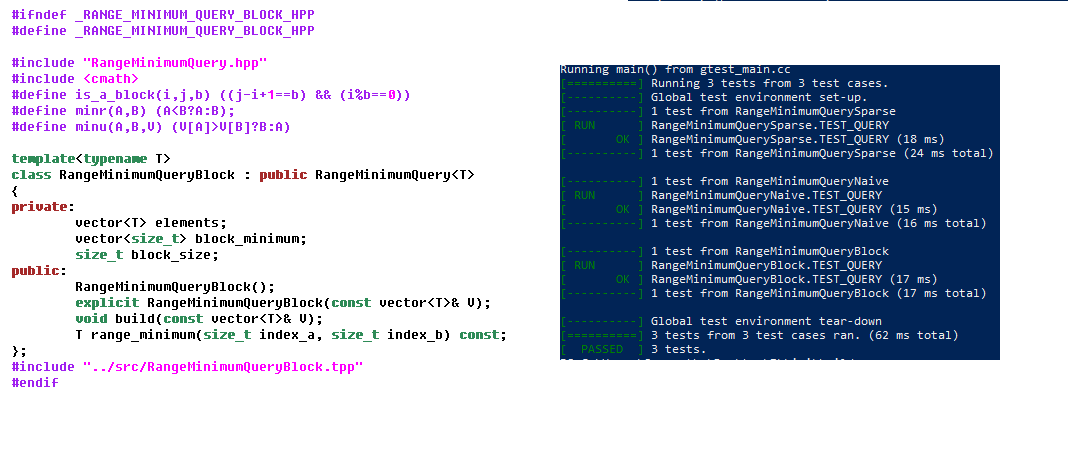 #ifndef _RANGE_MINIMUM_QUERY_BLOCK_HPP
#define _RANGE_MINIMUM_QUERY_BLOCK_HPP

#include "RangeMinimumQuery.hpp"
#include <cmath>
#define is_a_block(i,j,b) ((j-i+1==b) && (i%b==0))
#define minr(A,B) (A<B?A:B);
#define minu(A,B,V) (V[A]>V[B]?B:A)

template<typename T>
class RangeMinimumQueryBlock : public RangeMinimumQuery<T>
{
private:
        vector<T> elements;
        vector<size_t> block_minimum;
        size_t block_size;
public:
        RangeMinimumQueryBlock();
        explicit RangeMinimumQueryBlock(const vector<T>& V);
        void build(const vector<T>& V);
        T range_minimum(size_t index_a, size_t index_b) const;
};
#include "../src/RangeMinimumQueryBlock.tpp"
#endif

Running main() from gtest_main.cc
[==========] Running 3 tests from 3 test cases.
[----------] Global test environment set-up.
[----------] 1 test from RangeMinimumQuerySparse
[ RUN      ] RangeMinimumQuerySparse.TEST_QUERY
[       OK ] RangeMinimumQuerySparse.TEST_QUERY (18 ms)
[----------] 1 test from RangeMinimumQuerySparse (24 ms total)

[----------] 1 test from RangeMinimumQueryNaive
[ RUN      ] RangeMinimumQueryNaive.TEST_QUERY
[       OK ] RangeMinimumQueryNaive.TEST_QUERY (15 ms)
[----------] 1 test from RangeMinimumQueryNaive (16 ms total)

[----------] 1 test from RangeMinimumQueryBlock
[ RUN      ] RangeMinimumQueryBlock.TEST_QUERY
[       OK ] RangeMinimumQueryBlock.TEST_QUERY (17 ms)
[----------] 1 test from RangeMinimumQueryBlock (17 ms total)

[----------] Global test environment tear-down
[==========] 3 tests from 3 test cases ran. (62 ms total)
[  PASSED  ] 3 tests.